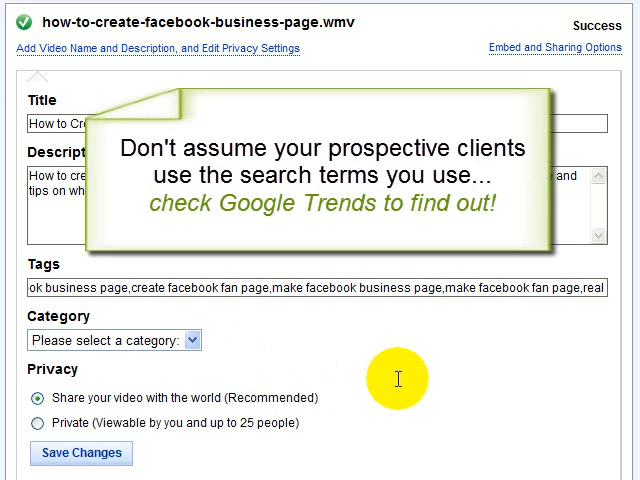 how-to-create-facebook-business-page.wmv
Success
Add Video Name and Description, and Edit Privacy Settings
Embed and Sharing Options
Title
How to Cr
Don't assume your prospective clients
use the search terms you use...
check Google Trends to find out!
Descript
How to cre
and
tips on wh
Tags
ok business page,create facebook fan page,make facebook business page,make facebook fan page,real
Category
Please select a category:
Privacy
Share your video with the world (Recommended)
Private (Viewable by you and up to 25 people)
Save Changes